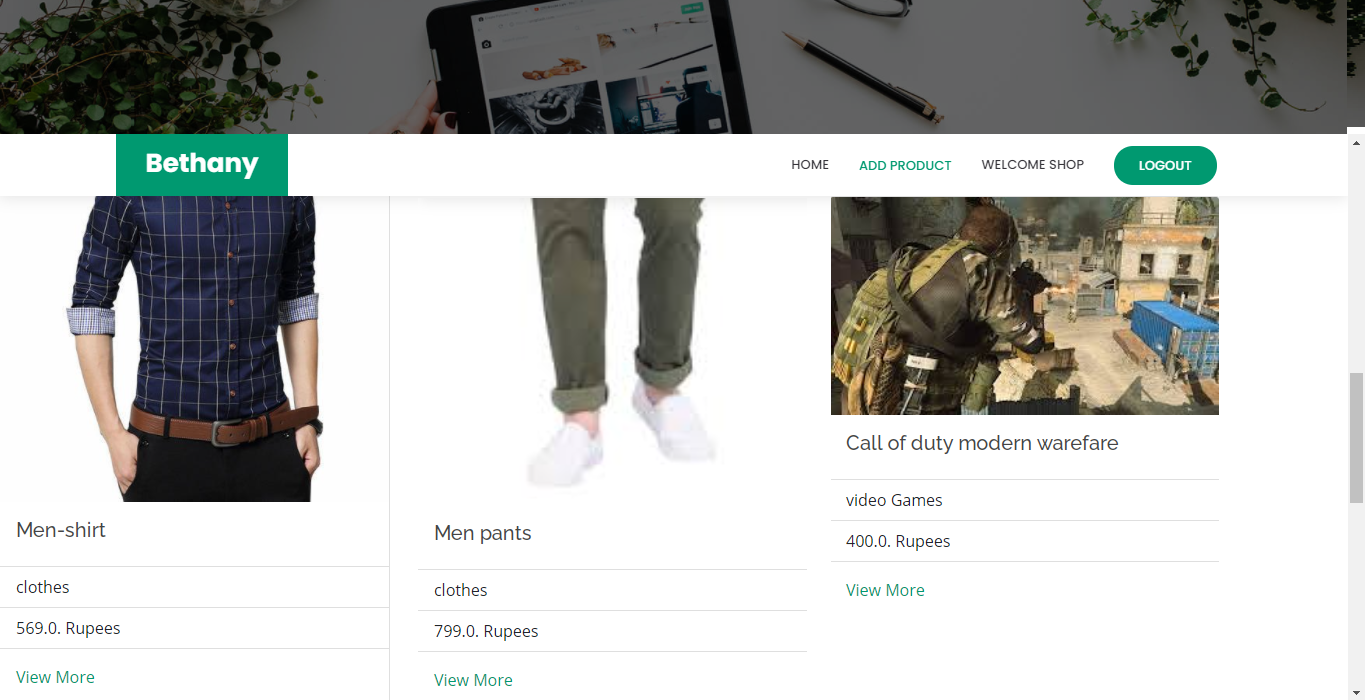 Bethany
HOME
ADD PRODUCT
WELCOME SHOP
LOGOUT
Men-shirt
clothes
569.0. Rupees
View More
Men pants
clothes
799.0. Rupees
View More
Call of duty modern warefare
video Games
400.0. Rupees
View More